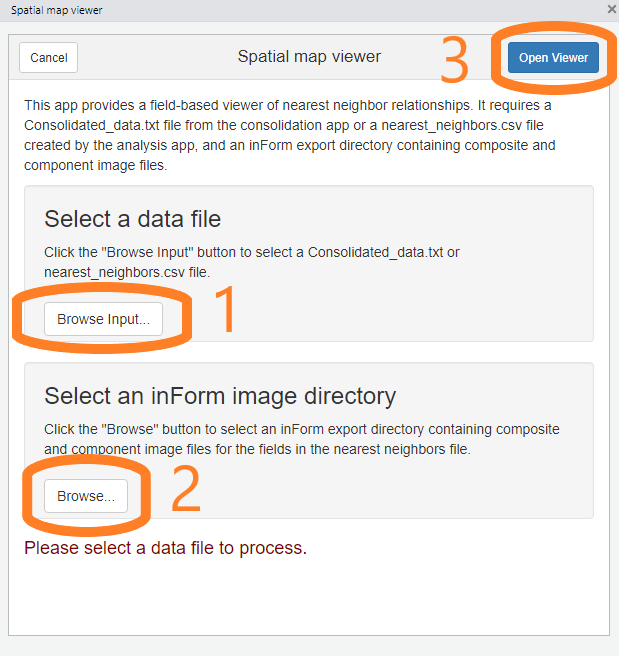 Spatial map viewer
Cancel
Spatial map viewer
3
Open Viewer
This app provides a field-based viewer of nearest neighbor relationships. It requires a
Consolidated_data.txt file from the consolidation app or a nearest_neighbors.csv file
created by the analysis app, and an inForm export directory containing composite and
component image files.
Select a data file
Click the "Browse Input" button to select a Consolidated_data.txt or
nearest_neighbors.csv file.
Browse Input...
1
Select an inForm image directory
Click the "Browse" button to select an inForm export directory containing composite
and component image files for the fields in the nearest neighbors file.
Browse...
2
Please select a data file to process.